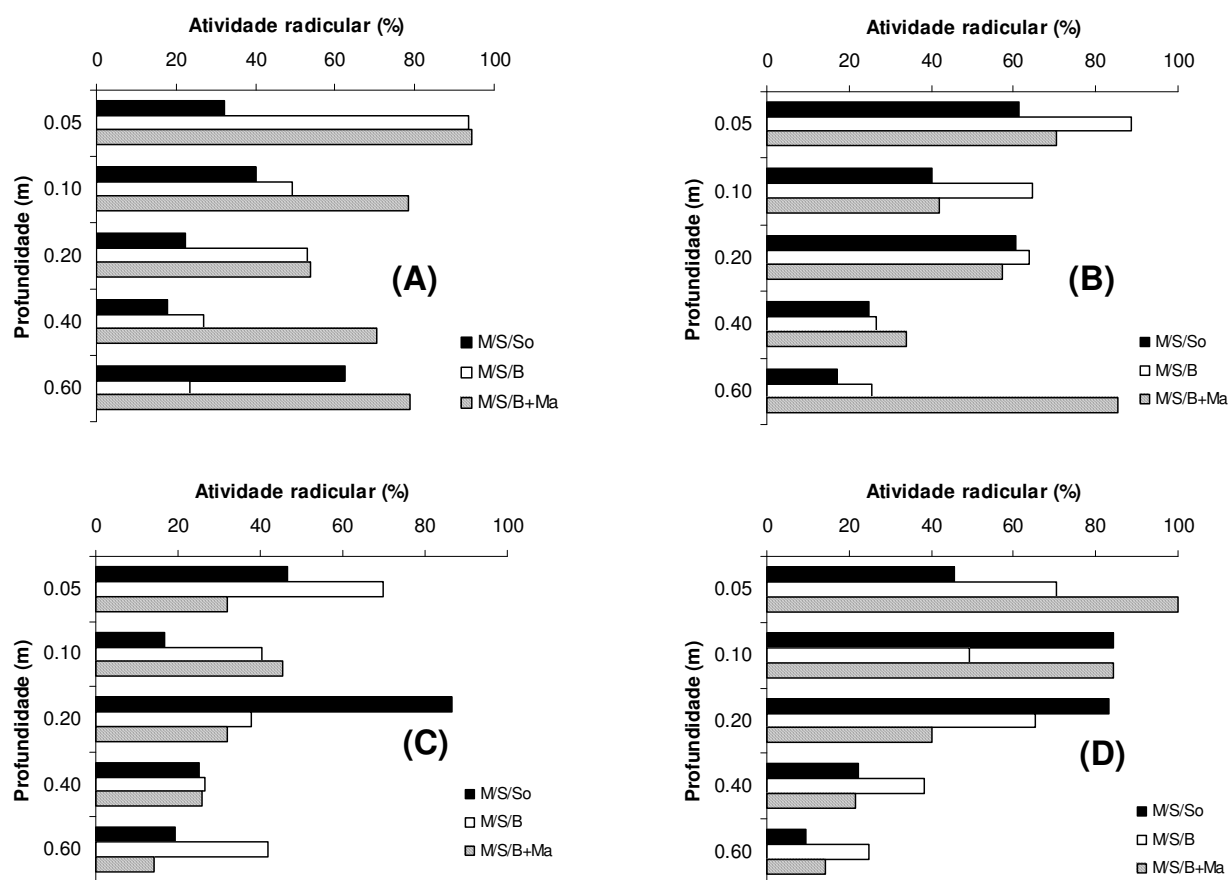 Atividade radicular (%)
0 20 40 60 80 100
Profundidade (m)
0.05
0.10
0.20
0.40
0.60
(A)
M/S/So
M/S/B
M/S/B+Ma
Atividade radicular (%)
0 20 40 60 80 100
Profundidade (m)
0.05
0.10
0.20
0.40
0.60
(B)
M/S/So
M/S/B
M/S/B+Ma
Atividade radicular (%)
0 20 40 60 80 100
Profundidade (m)
0.05
0.10
0.20
0.40
0.60
(C)
M/S/So
M/S/B
M/S/B+Ma
Atividade radicular (%)
0 20 40 60 80 100
Profundidade (m)
0.05
0.10
0.20
0.40
0.60
(D)
M/S/So
M/S/B
M/S/B+Ma